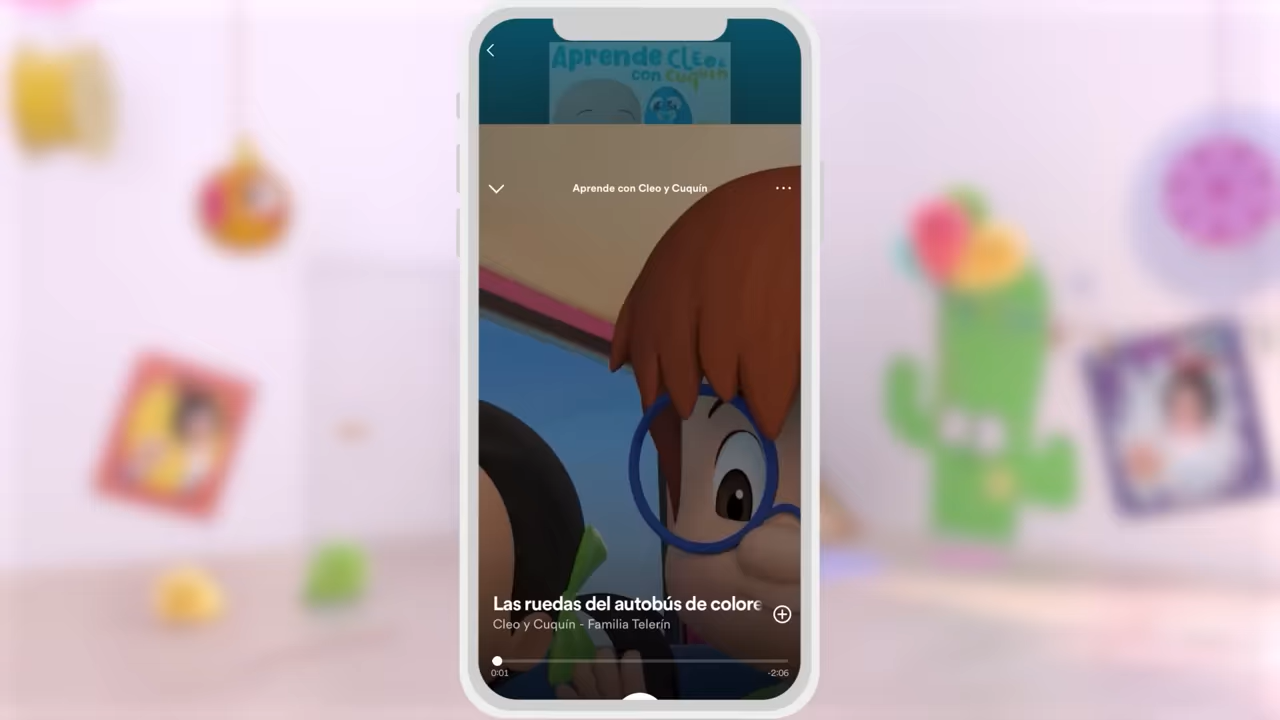 Aprende CLEO
con Cuquín
Aprende con Cleo y Cuquín
Las ruedas del autobús de colore
Cleo y Cuquín - Familia Telerín
0:01
-2:06